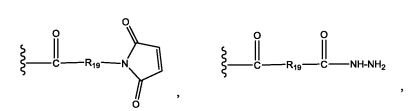 O O O O
C R19 N , C R19 C NH-NH2 ,
O